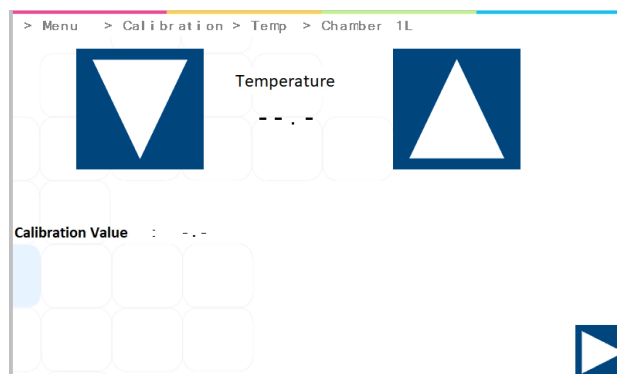 > Menu > Calibration > Temp > Chamber 1L
Temperature
--.-
Calibration Value : -.-